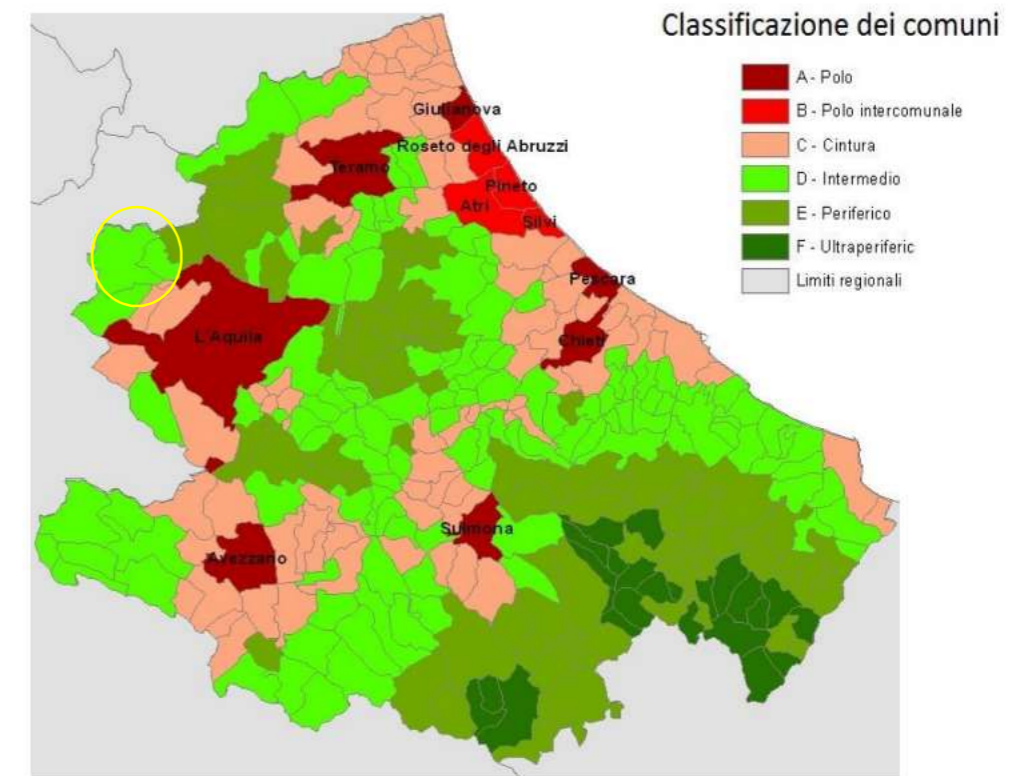 Classificazione dei comuni
A - Polo
B - Polo intercomunale
C - Cintura
D - Intermedio
E - Periferico
F - Ultraperiferic
Limiti regionali
Giulianova
Roseto degli Abruzzi
Teramo
Pineto
Atri
Silvi
Pescara
L'Aquila
Chieti
Sulmona
Avezzano